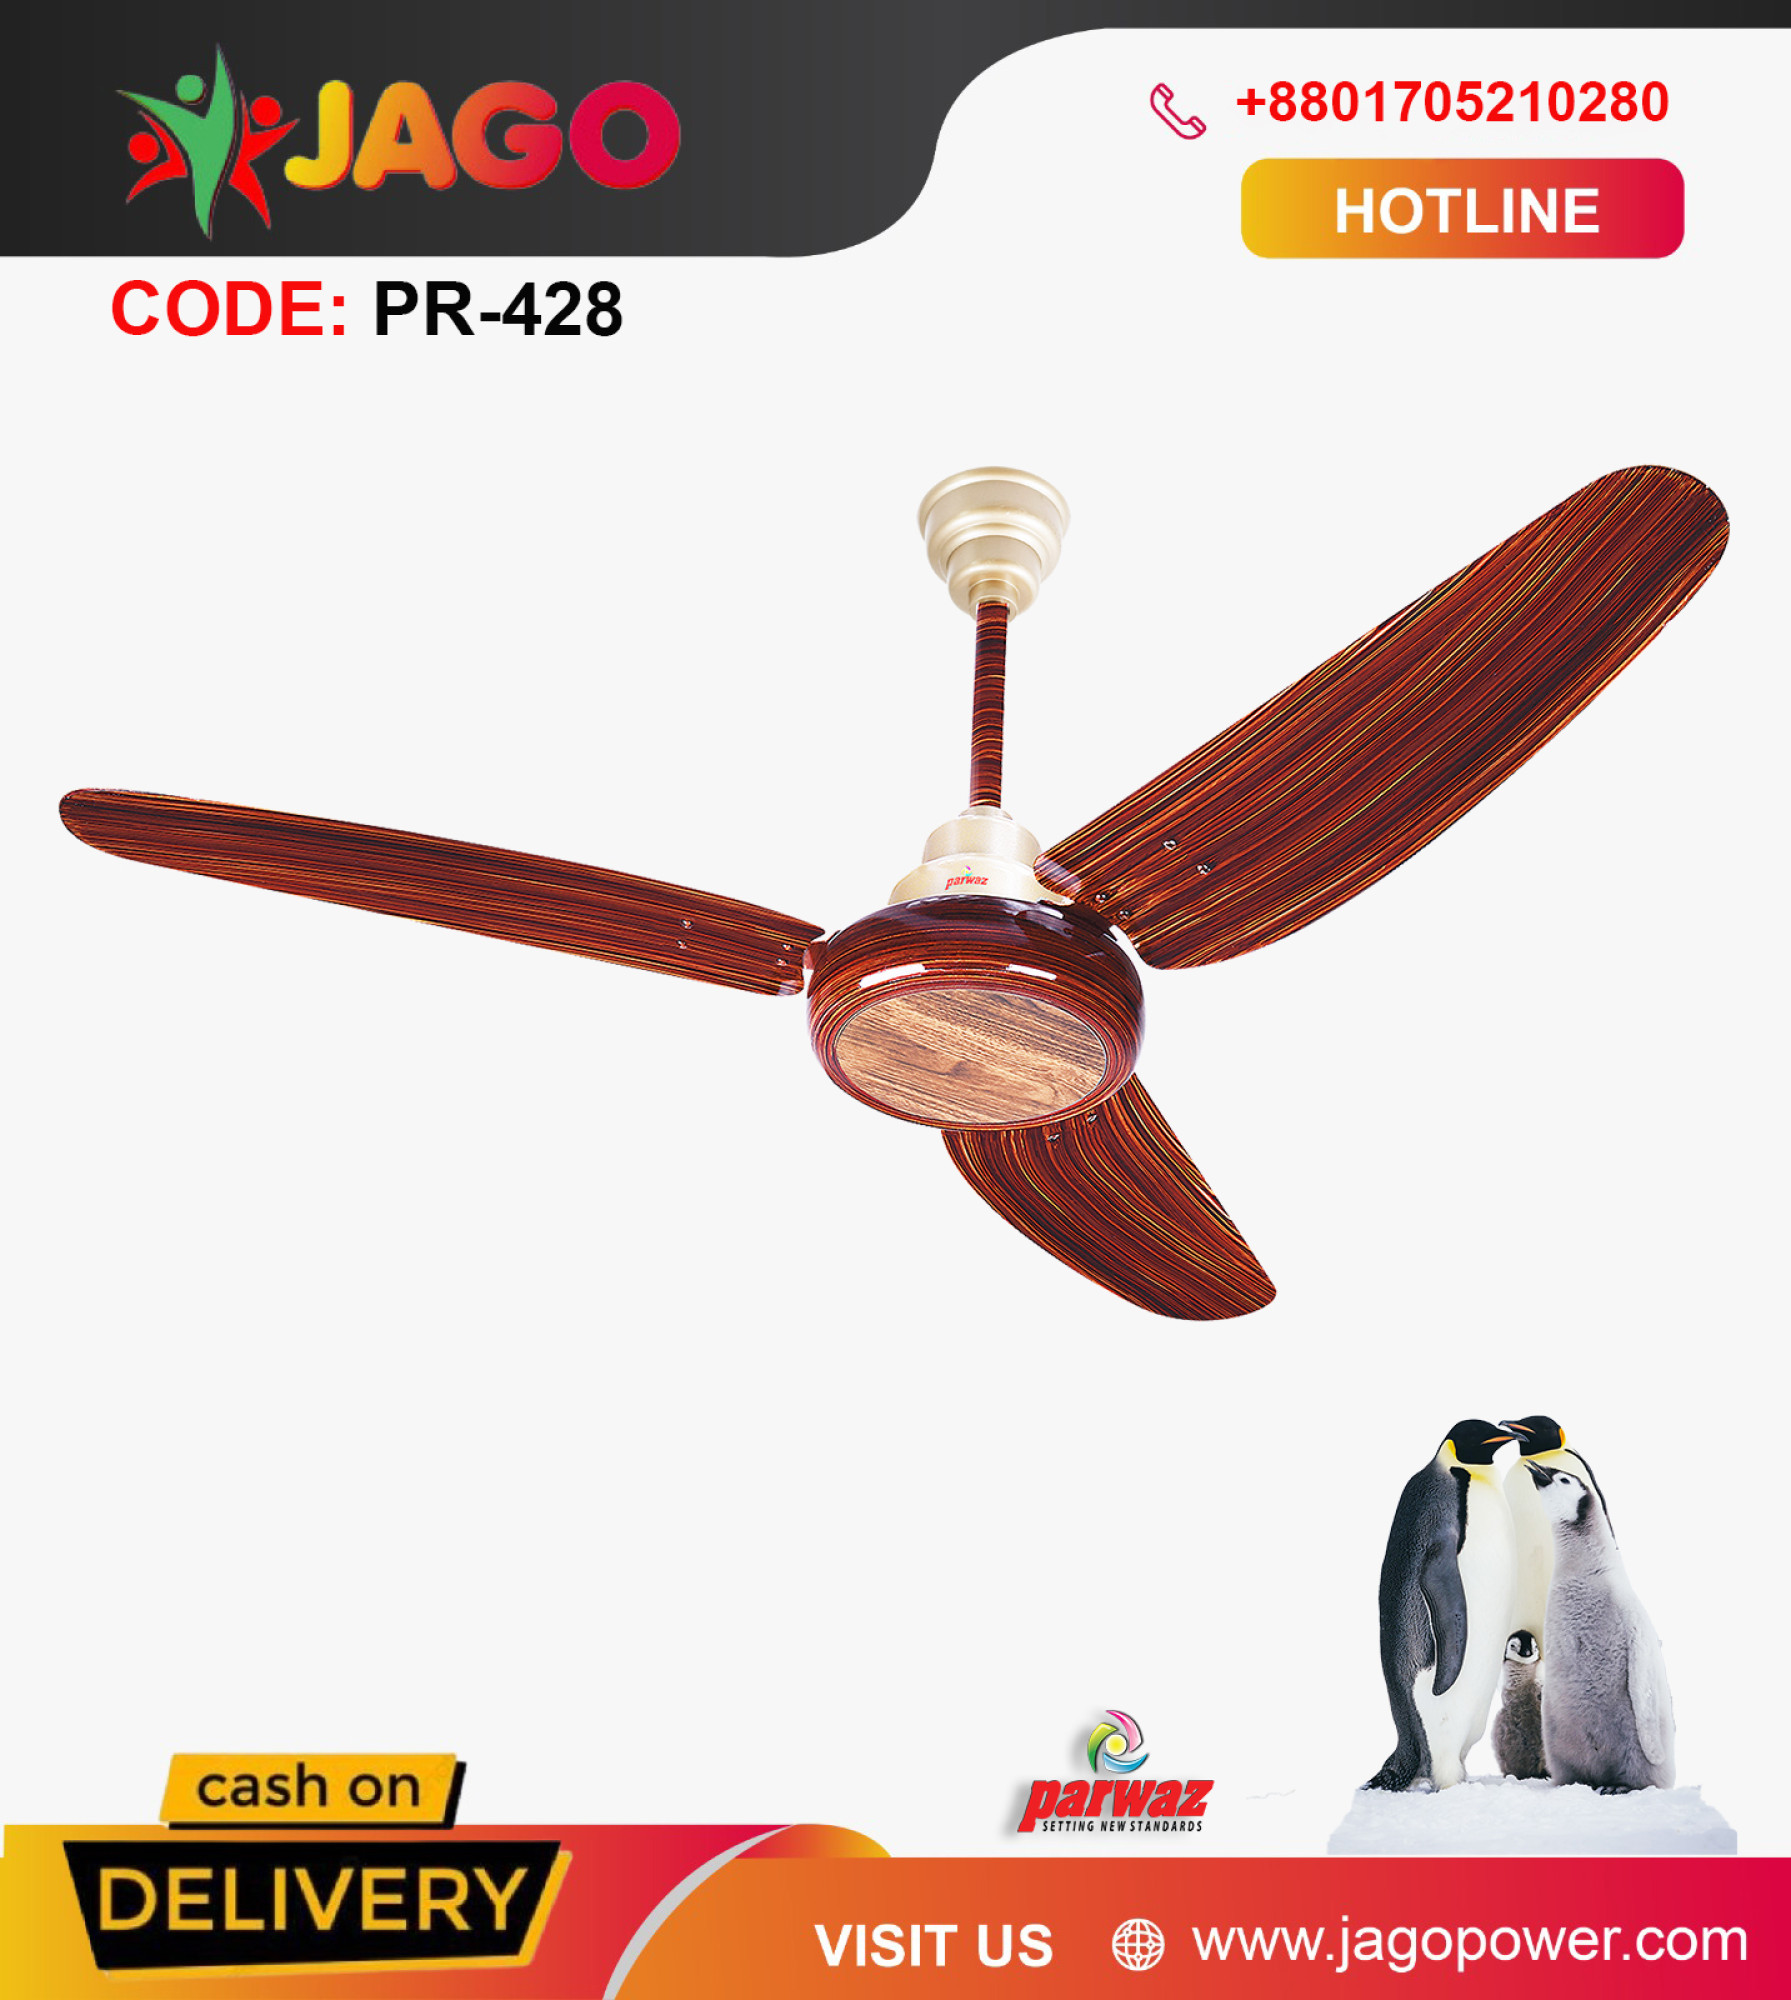 JAGO
+8801705210280
HOTLINE
CODE: PR-428
parwaz
parwaz
SETTING NEW STANDARDS
cash on
DELIVERY
VISIT US
www.jagopower.com